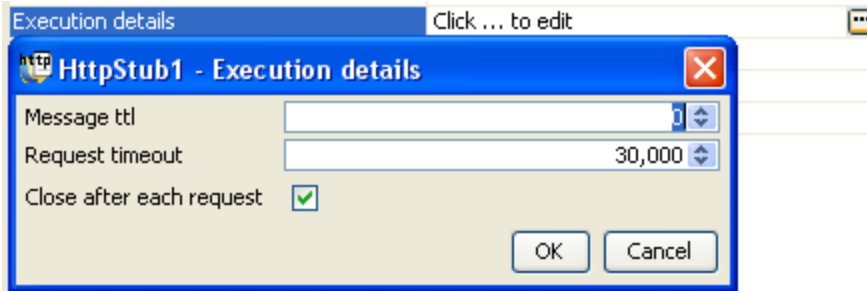 Execution details Click ... to edit ...
http HttpStub1 - Execution details
Message ttl 0
Request timeout 30,000
Close after each request
OK Cancel